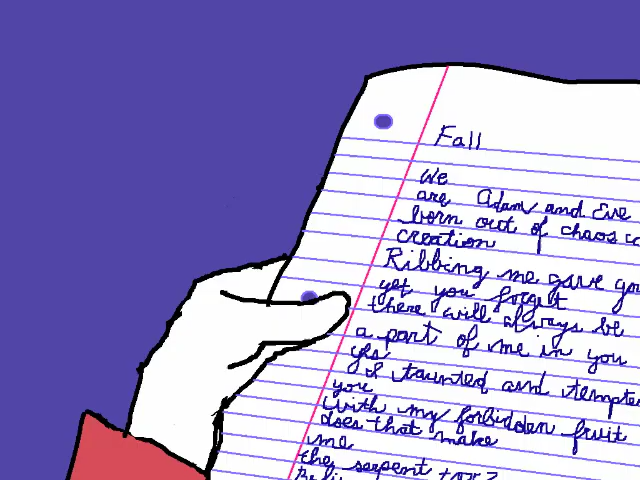 Fall
We
are Adam and Eve
born out of chaos
creation
Ribbing me gave
yet you forget
there will always be
a part of me in you
yes
I taunted and
you
with my forbidden fruit
does that make
me
the serpent too?